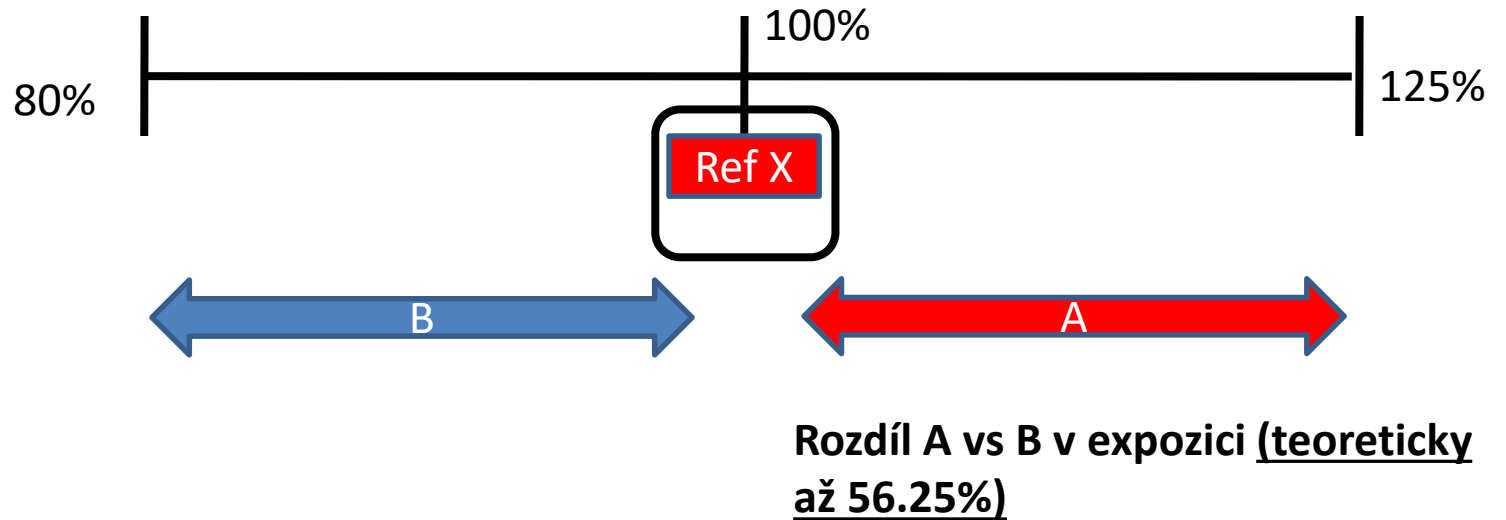 100%
80%
125%
Ref X
B
A
Rozdíl A vs B v expozici (teoreticky
až 56.25%)